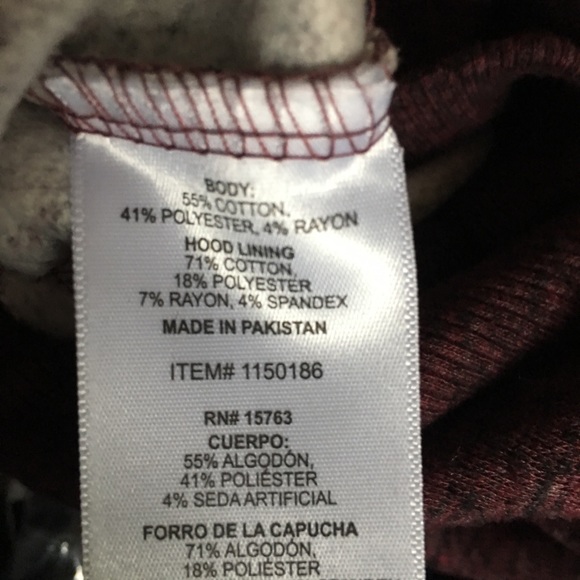 BODY:
55% COTTON,
41% POLYESTER, 4% RAYON
HOOD LINING
71% COTTON,
18% POLYESTER
7% RAYON, 4% SPANDEX
MADE IN PAKISTAN
ITEM# 1150186
RN# 15763
CUERPO:
55% ALGODÓN,
41% POLIÉSTER
4% SEDA ARTIFICIAL
FORRO DE LA CAPUCHA
71% ALGODÓN,
18% POLIÉSTER